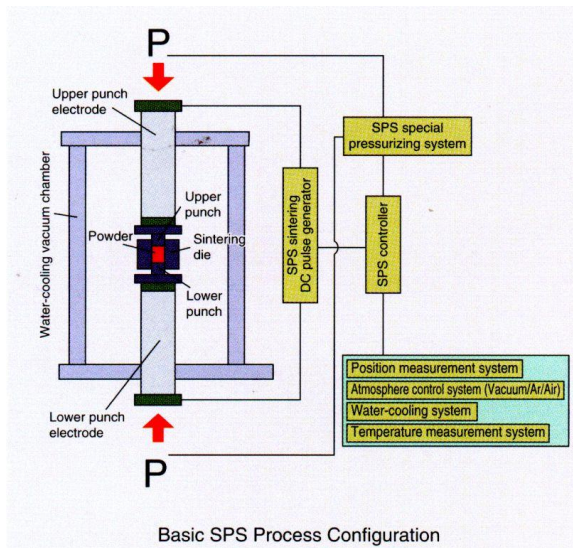 P
Upper punch
electrode
SPS special
pressurizing system
Water-cooling vacuum chamber
Upper
punch
Powder
Sintering
die
Lower
punch
SPS sintering
DC pulse generator
SPS controller
Position measurement system
Atmosphere control system (Vacuum/Ar/Air)
Water-cooling system
Temperature measurement system
Lower punch
electrode
P
Basic SPS Process Configuration